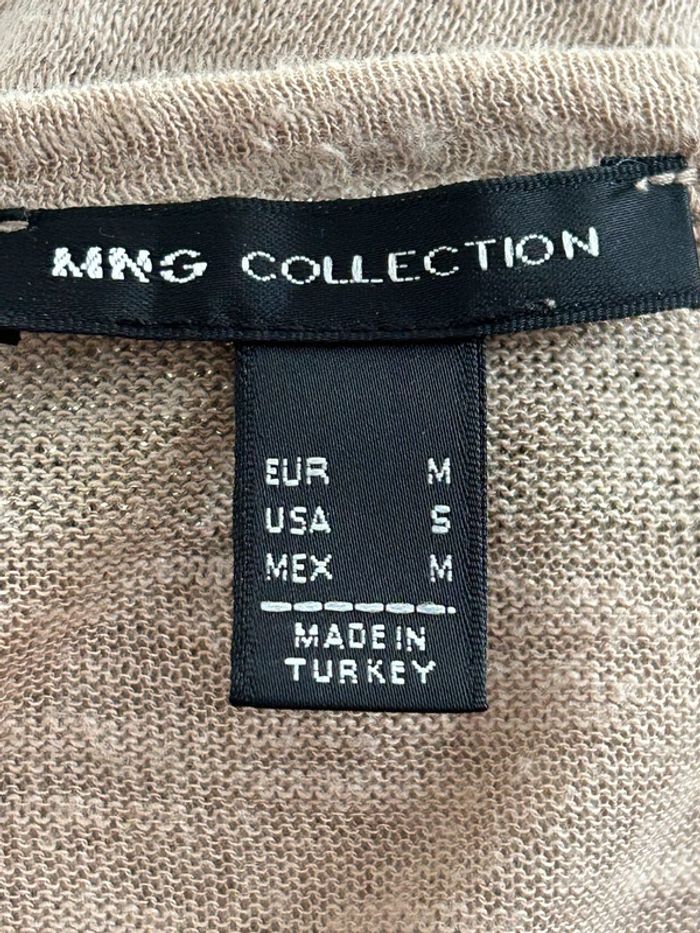 MNG COLLECTION
EUR M
USA S
MEX M
MADE IN
TURKEY